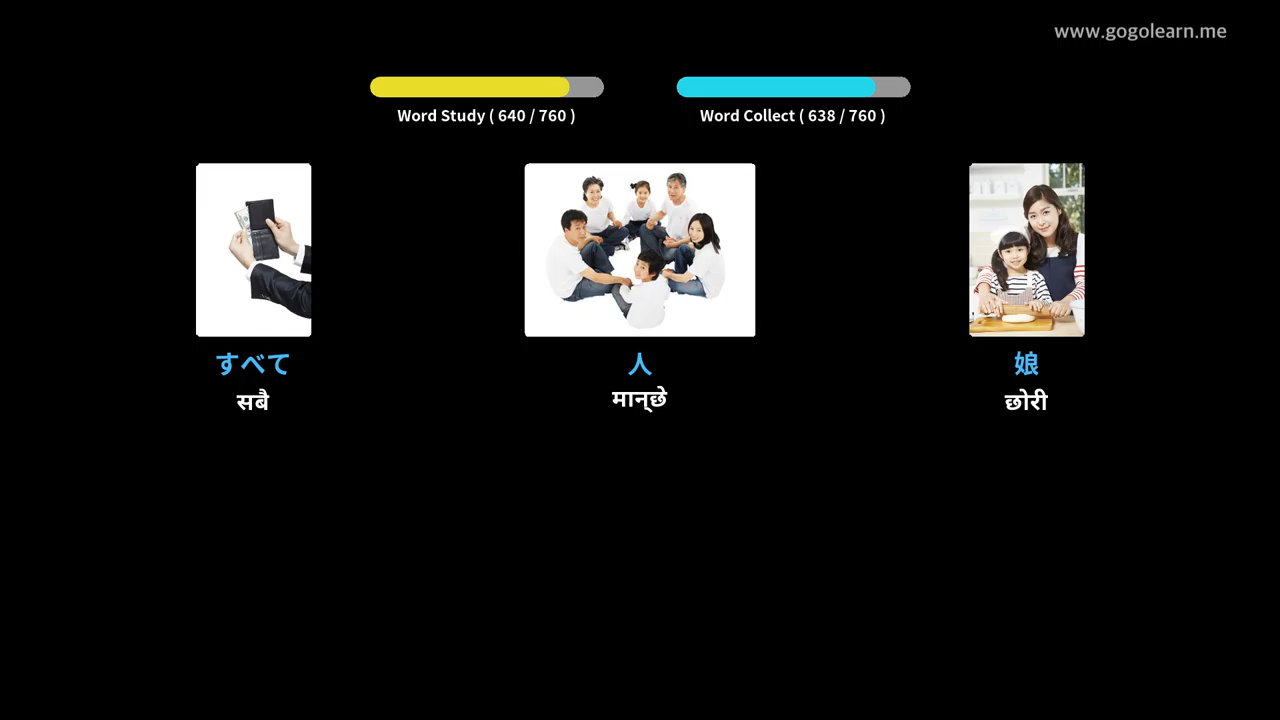 www.gogolearn.me
Word Study ( 640 / 760 )
Word Collect ( 638 / 760 )
すべて
人
娘
सबै
मान्‌छे
छोरी